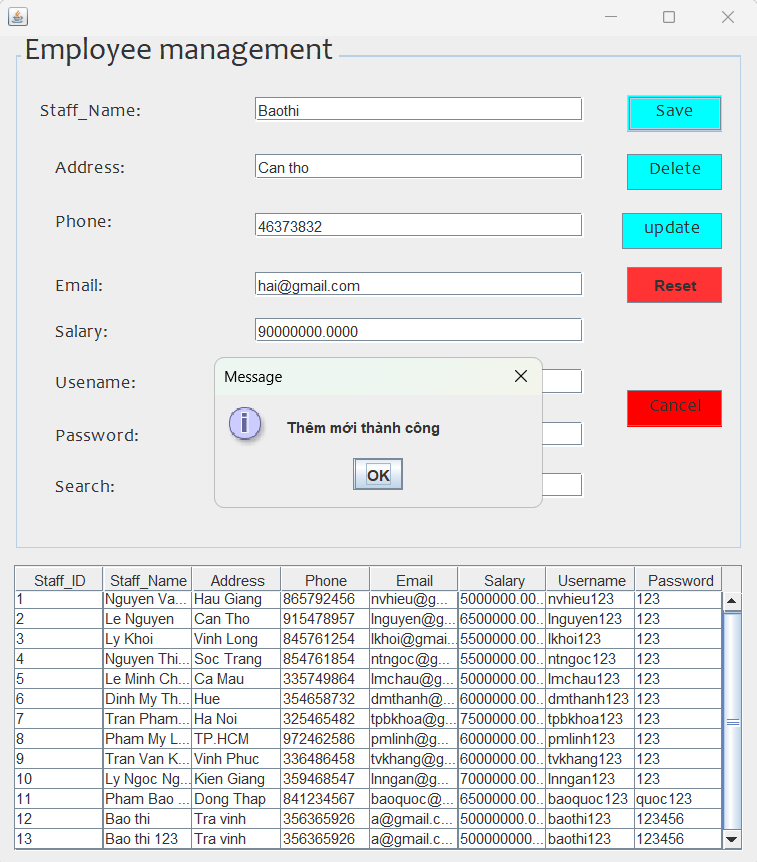 Employee management
Staff_Name: Baothi Save
Address: Can tho Delete
Phone: 46373832 update
Email: hai@gmail.com Reset
Salary: 90000000.0000
Usename:
Message
Cancel
Thêm mới thành công
Password:
OK
Search:
Staff_ID Staff_Name Address Phone Email Salary Username Password
1 Nguyen Va... Hau Giang 865792456 nvhieu@g... 5000000.00... nvhieu123 123
2 Le Nguyen Can Tho 915478957 lnguyen@g... 6500000.00... lnguyen123 123
3 Ly Khoi Vinh Long 845761254 lkhoi@gmai... 5500000.00... lkhoi123 123
4 Nguyen Thi... Soc Trang 854761854 ntngoc@g... 5500000.00... ntngoc123 123
5 Le Minh Ch... Ca Mau 335749864 lmchau@g... 5000000.00... lmchau123 123
6 Dinh My Th... Hue 354658732 dmthanh@... 6000000.00... dmthanh123 123
7 Tran Pham... Ha Noi 325465482 tpbkhoa@g... 7500000.00... tpbkhoa123 123
8 Pham My L... TP.HCM 972462586 pmlinh@g... 6000000.00... pmlinh123 123
9 Tran Van K... Vinh Phuc 336486458 tvkhang@g... 6000000.00... tvkhang123 123
10 Ly Ngoc Ng... Kien Giang 359468547 lnngan@g... 7000000.00... lnngan123 123
11 Pham Bao ... Dong Thap 841234567 baoquoc@... 6500000.00... baoquoc123 quoc123
12 Bao thi Tra vinh 356365926 a@gmail.c... 50000000.0... baothi123 123456
13 Bao thi 123 Tra vinh 356365926 a@gmail.c... 500000000... baothi123 123456